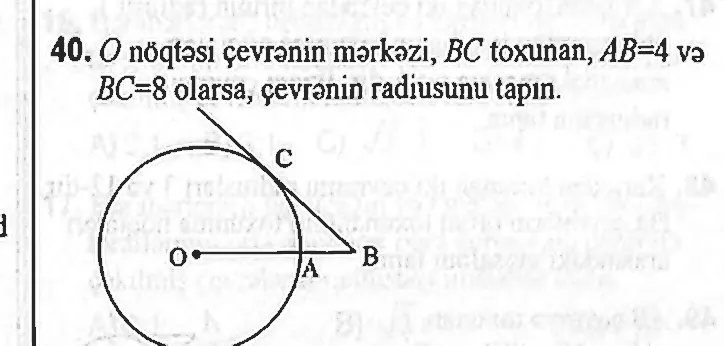 40. O nöqtəsi çevrənin mərkəzi, BC toxunan, AB=4 və
BC=8 olarsa, çevrənin radiusunu tapın.
C
O
A
B